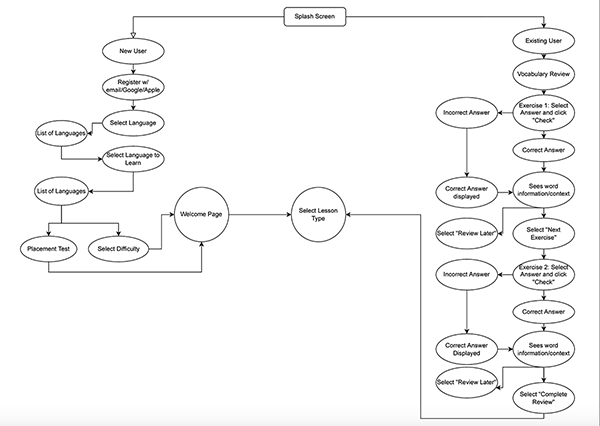 Splash Screen
New User
Register w/
email/Google/Apple
Select Language
List of Languages
Select Language to
Learn
List of Languages
Placement Test
Select Difficulty
Welcome Page
Select Lesson
Type
Existing User
Vocabulary Review
Exercise 1: Select
Answer and click
"Check"
Incorrect Answer
Correct Answer
Correct Answer
displayed
Sees word
information/context
Select "Review Later"
Select "Next
Exercise"
Exercise 2: Select
Answer and click
"Check"
Incorrect Answer
Correct Answer
Correct Answer
Displayed
Sees word
information/context
Select "Review Later"
Select "Complete
Review"